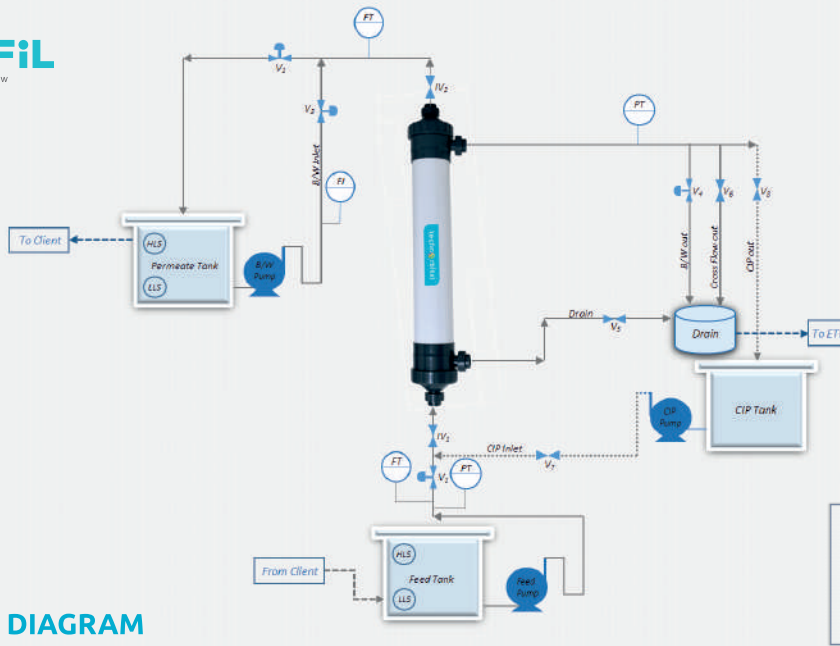 FiL
FT
V2
IV2
V3
B/W Inlet
FI
PT
To Client
HLS
Permeate Tank
LLS
B/W
Pump
V4
V6
V8
B/W out
Cross Flow out
CIP out
Drain
V5
Drain
To ET
CIP
Pump
CIP Tank
IV1
CIP Inlet
V7
FT
PT
From Client
HLS
Feed Tank
LLS
Feed
Pump
DIAGRAM